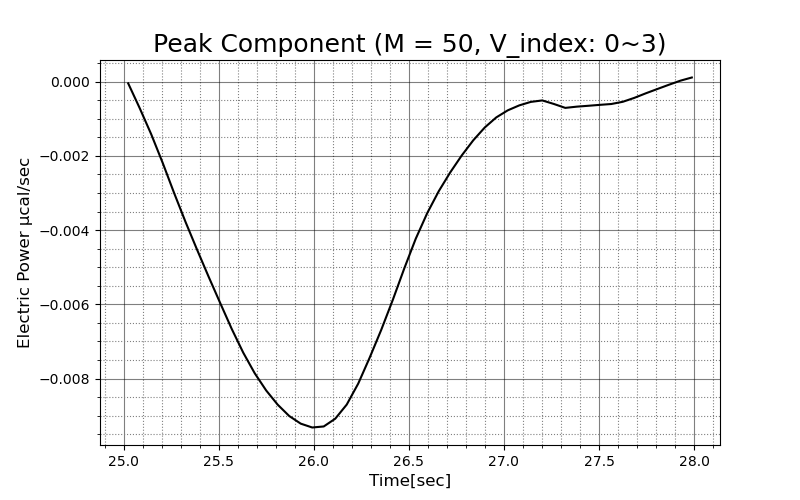 Peak Component (M = 50, V_index: 0~3)
0.000
−0.002
−0.004
−0.006
−0.008
Electric Power μcal/sec
25.0 25.5 26.0 26.5 27.0 27.5 28.0
Time[sec]